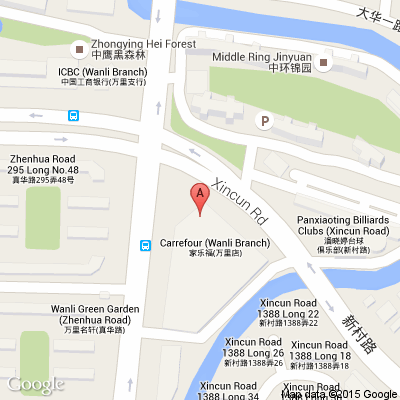 大华一路
Zhongying Hei Forest
中鹰黑森林
Middle Ring Jinyuan
中环锦园
ICBC (Wanli Branch)
中国工商银行(万里支行)
P
Zhenhua Road
295 Long No.48
真华路295弄48号
Xincun Rd
A
Panxiaoting Billiards
Clubs (Xincun Road)
潘晓婷台球
俱乐部(新村路)
Carrefour (Wanli Branch)
家乐福(万里店)
Wanli Green Garden
(Zhenhua Road)
万里名轩(真华路)
Xincun Road
1388 Long 22
新村路1388弄22
新村路
Xincun Road
1388 Long 26
新村路1388弄26
Xincun Road
1388 Long 18
新村路1388弄18
Xincun Road
1388 Long 34
Xincun Road
Google
Map data ©2015 Google